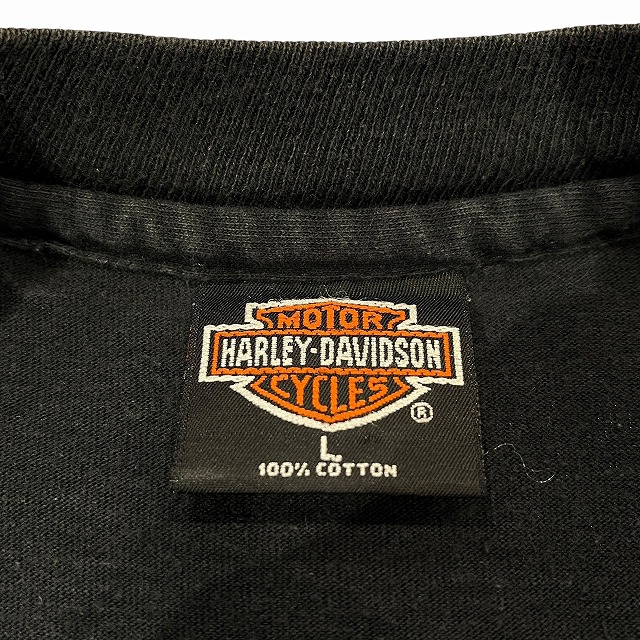 MOTOR
HARLEY-DAVIDSON
CYCLES
®
L
100% COTTON